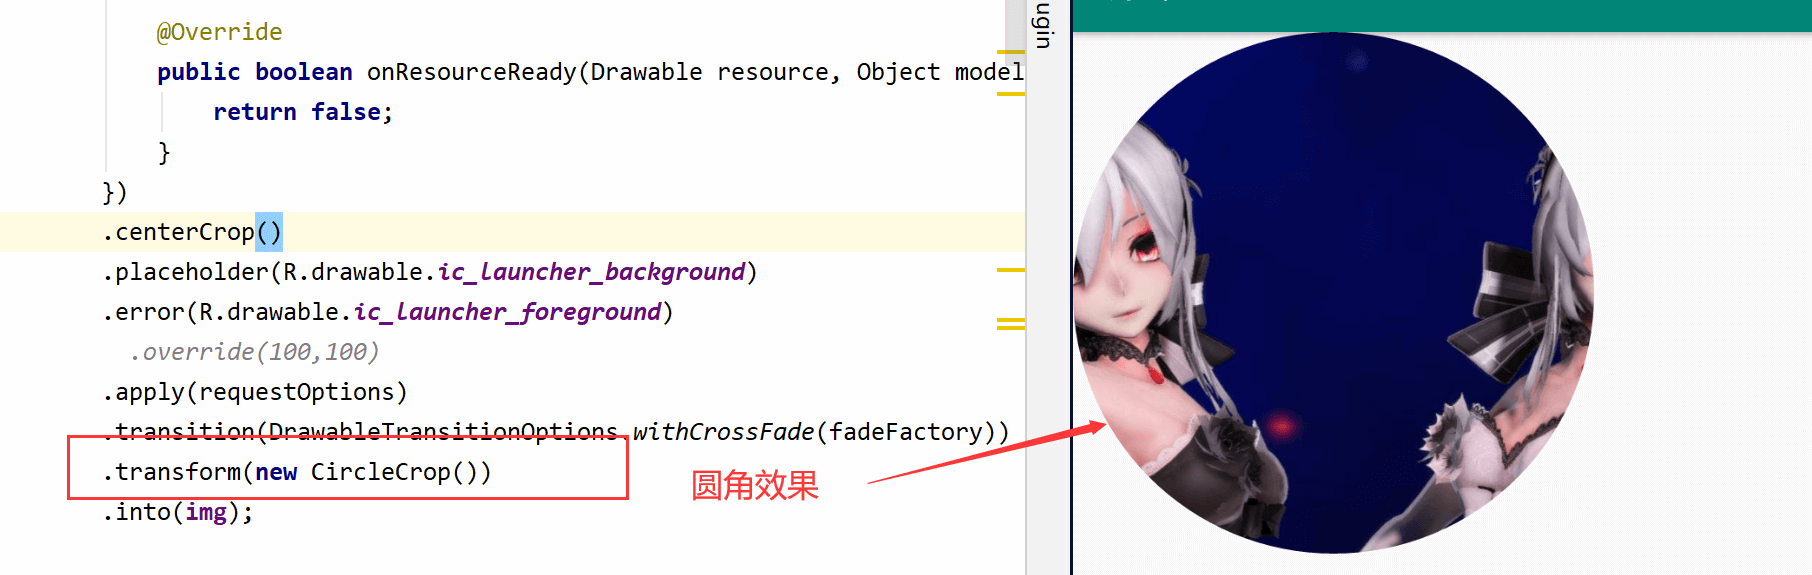 @Override
public boolean onResourceReady(Drawable resource, Object model
return false;
}
})
.centerCrop()
.placeholder(R.drawable.ic_launcher_background)
.error(R.drawable.ic_launcher_foreground)
.override(100,100)
.apply(requestOptions)
.transition(DrawableTransitionOptions.withCrossFade(fadeFactory))
.transform(new CircleCrop())
.into(img);
圆角效果
ugin